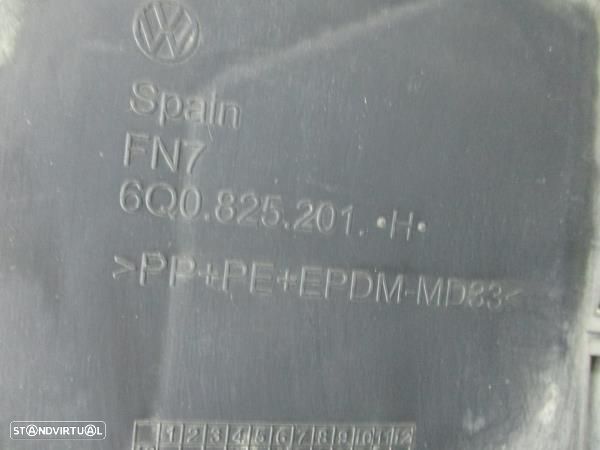 Spain
FN7
6Q0.825.201.•H•
>PP+PE+EPDM-MD33<
1 2 3 4 5 6 7 8 9 10 11 12
STANDVIRTUAL